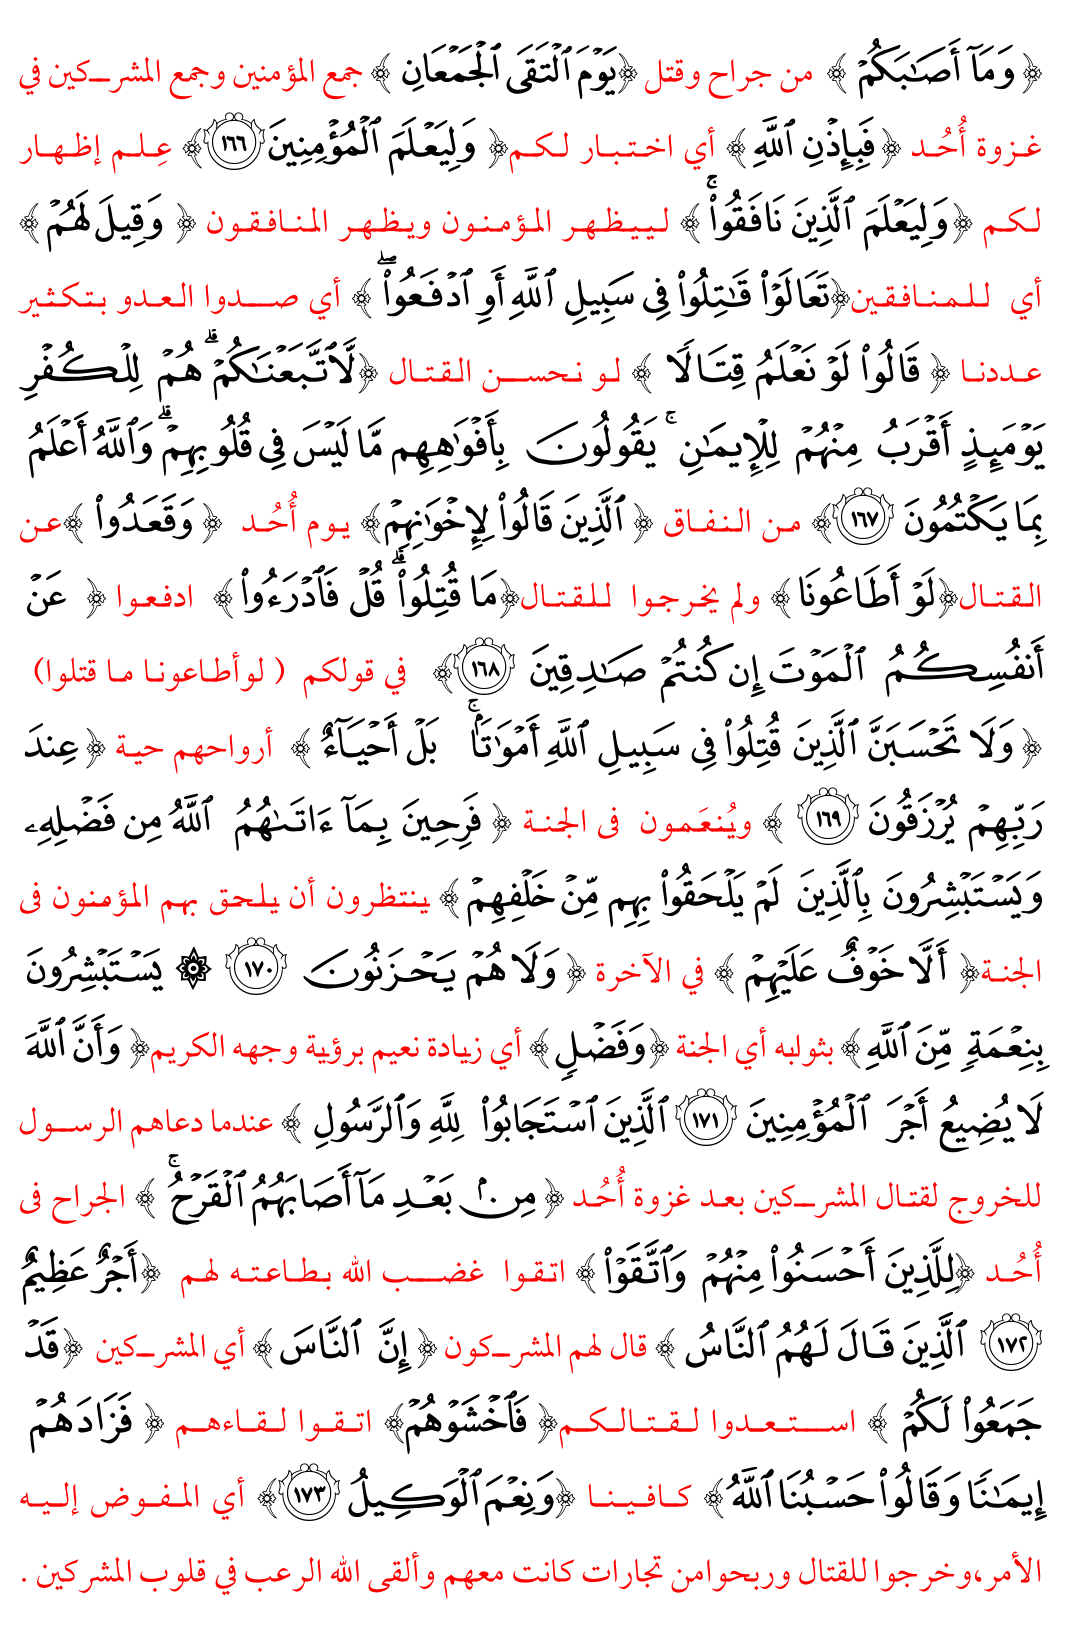 ﴿ وَمَآ أَصَٰبَكُمْ ﴾ من جراح وقتل ﴿يَوْمَ ٱلْتَقَى ٱلْجَمْعَانِ ﴾ جمع المؤمنين وجمع المشركين في
غزوة أُحُد ﴿ فَبِإِذْنِ ٱللَّهِ ﴾ أي اختبار لكم﴿ وَلِيَعْلَمَ ٱلْمُؤْمِنِينَ ١٦٦﴾ عِلم إظهار
لكم ﴿وَلِيَعْلَمَ ٱلَّذِينَ نَافَقُوا۟ۚ ﴾ لييظهر المؤمنون ويظهر المنافقون ﴿ وَقِيلَ لَهُمْ ﴾
أي للمنافقين﴿تَعَالَوْا۟ قَٰتِلُوا۟ فِى سَبِيلِ ٱللَّهِ أَوِ ٱدْفَعُوا۟ۖ ﴾ أي صدوا العدو بتكثير
عددنا ﴿ قَالُوا۟ لَوْ نَعْلَمُ قِتَالًا ﴾ لو نحسن القتال ﴿لَّٱتَّبَعْنَٰكُمْۗ هُمْ لِلْكُفْرِ
يَوْمَئِذٍ أَقْرَبُ مِنْهُمْ لِلْإِيمَٰنِۚ يَقُولُونَ بِأَفْوَٰهِهِم مَّا لَيْسَ فِى قُلُوبِهِمْۗ وَٱللَّهُ أَعْلَمُ
بِمَا يَكْتُمُونَ ١٦٧﴾ من النفاق ﴿ ٱلَّذِينَ قَالُوا۟ لِإِخْوَٰنِهِمْ﴾ يوم أُحُد ﴿ وَقَعَدُوا۟ ﴾عن
القتال﴿لَوْ أَطَاعُونَا ﴾ ولم يخرجوا للقتال﴿مَا قُتِلُوا۟ۗ قُلْ فَٱدْرَءُوا۟ ﴾ ادفعوا ﴿ عَنْ
أَنفُسِكُمُ ٱلْمَوْتَ إِن كُنتُمْ صَٰدِقِينَ ١٦٨﴾ في قولكم ( لوأطاعونا ما قتلوا)
﴿ وَلَا تَحْسَبَنَّ ٱلَّذِينَ قُتِلُوا۟ فِى سَبِيلِ ٱللَّهِ أَمْوَٰتًۢاۚ بَلْ أَحْيَآءٌ ﴾ أرواحهم حية ﴿ عِندَ
رَبِّهِمْ يُرْزَقُونَ ١٦٩ ﴾ ويُنعَمون فى الجنة ﴿ فَرِحِينَ بِمَآ ءَاتَىٰهُمُ ٱللَّهُ مِن فَضْلِهِۦ
وَيَسْتَبْشِرُونَ بِٱلَّذِينَ لَمْ يَلْحَقُوا۟ بِهِم مِّنْ خَلْفِهِمْ ﴾ ينتظرون أن يلحق بهم المؤمنون فى
الجنة﴿ أَلَّا خَوْفٌ عَلَيْهِمْ ﴾ في الآخرة ﴿ وَلَا هُمْ يَحْزَنُونَ ١٧٠ ۞ يَسْتَبْشِرُونَ
بِنِعْمَةٍ مِّنَ ٱللَّهِ ﴾ بثوابه أي الجنة ﴿وَفَضْلٍ ﴾ أي زيادة نعيم برؤية وجهه الكريم﴿ وَأَنَّ ٱللَّهَ
لَا يُضِيعُ أَجْرَ ٱلْمُؤْمِنِينَ ١٧١ ٱلَّذِينَ ٱسْتَجَابُوا۟ لِلَّهِ وَٱلرَّسُولِ ﴾ عندما دعاهم الرسول
للخروج لقتال المشركين بعد غزوة أُحُد ﴿ مِنۢ بَعْدِ مَآ أَصَابَهُمُ ٱلْقَرْحُۚ ﴾ الجراح فى
أُحُد ﴿لِلَّذِينَ أَحْسَنُوا۟ مِنْهُمْ وَٱتَّقَوْا۟ ﴾ اتقوا غضب الله بطاعته لهم ﴿أَجْرٌ عَظِيمٌ
١٧٢ ٱلَّذِينَ قَالَ لَهُمُ ٱلنَّاسُ ﴾ قال لهم المشركون ﴿ إِنَّ ٱلنَّاسَ ﴾ أي المشركين ﴿قَدْ
جَمَعُوا۟ لَكُمْ ﴾ استعدوا لقتالكم﴿ فَٱخْشَوْهُمْ﴾ اتقوا لقاءهم ﴿ فَزَادَهُمْ
إِيمَٰنًا وَقَالُوا۟ حَسْبُنَا ٱللَّهُ ﴾ كافينا ﴿وَنِعْمَ ٱلْوَكِيلُ ١٧٣﴾ أي المفوض إليه
الأمر،وخرجوا للقتال وربحوامن تجارات كانت معهم وألقى الله الرعب في قلوب المشركين .